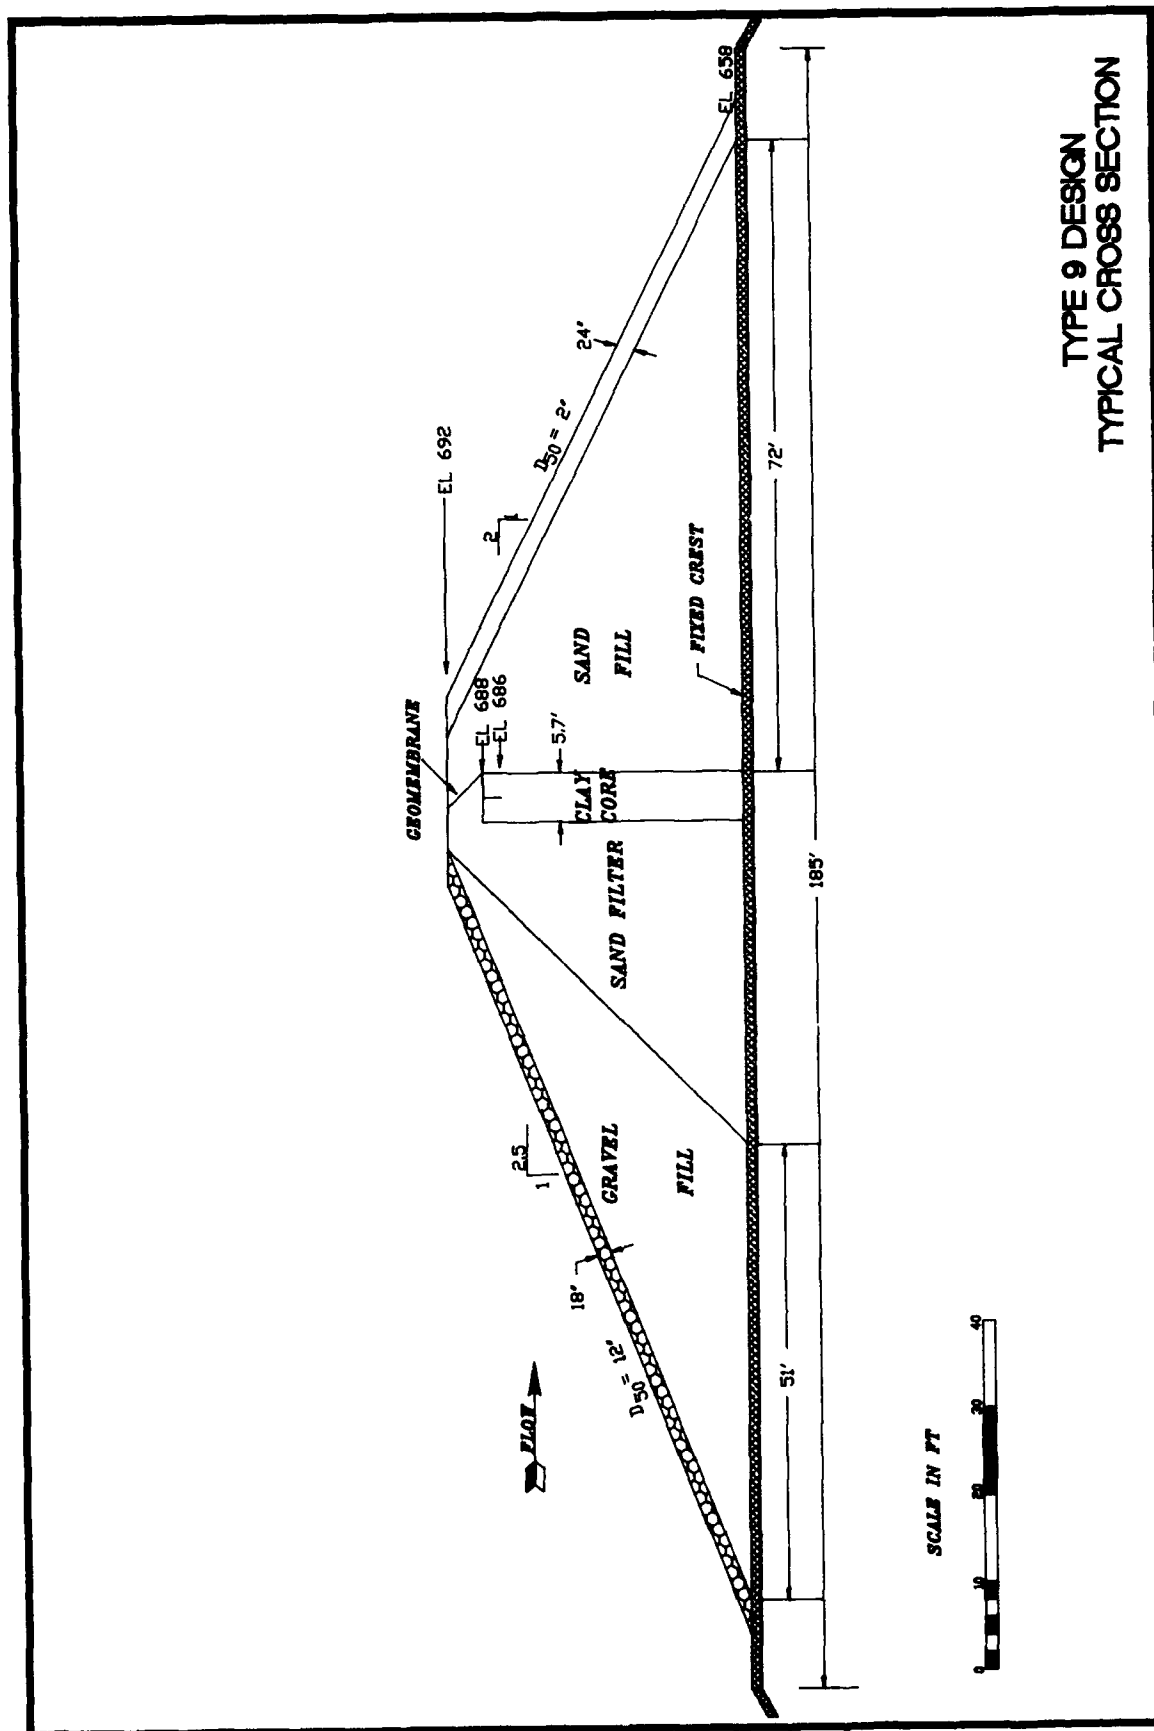 TYPE 9 DESIGN
TYPICAL CROSS SECTION
EL 692
GEOMEMBRANE
EL 688
EL 686
EL 658
24"
D50 = 2"
2
1
5.7'
SAND
FILL
CLAY
CORE
SAND FILTER
FIXED CREST
2.5
1
GRAVEL
FILL
18"
D50 = 12"
FLOW
72'
51'
185'
SCALE IN FT
0 10 20 30 40